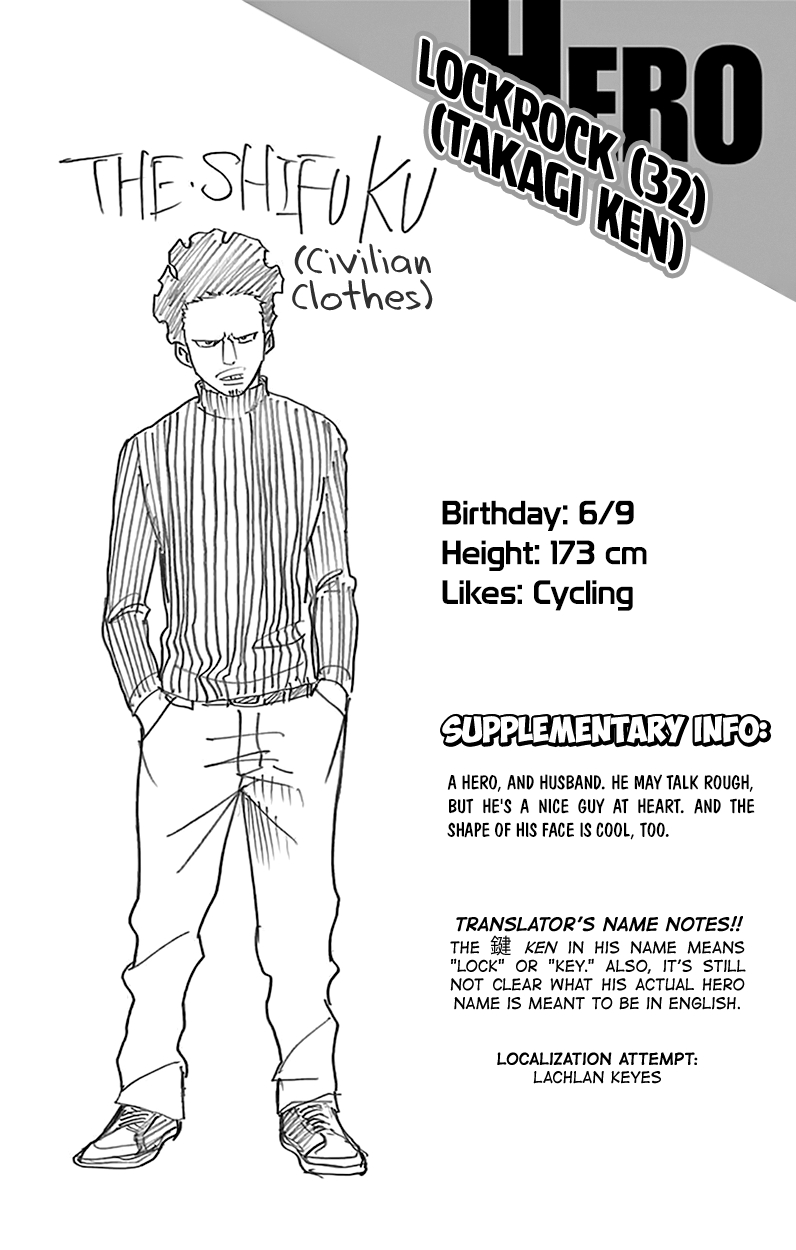 HERO
LOCKROCK (32)
(TAKAGI KEN)
THE·SHIFUKU
(Civilian
Clothes)
Birthday: 6/9
Height: 173 cm
Likes: Cycling
SUPPLEMENTARY INFO:
A HERO, AND HUSBAND. HE MAY TALK ROUGH,
BUT HE'S A NICE GUY AT HEART. AND THE
SHAPE OF HIS FACE IS COOL, TOO.
TRANSLATOR'S NAME NOTES!!
THE 鍵 KEN IN HIS NAME MEANS
"LOCK" OR "KEY." ALSO, IT'S STILL
NOT CLEAR WHAT HIS ACTUAL HERO
NAME IS MEANT TO BE IN ENGLISH.
LOCALIZATION ATTEMPT:
LACHLAN KEYES